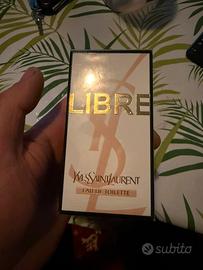 LIBRE
YVESSAINTLAURENT
EAU DE TOILETTE
subito